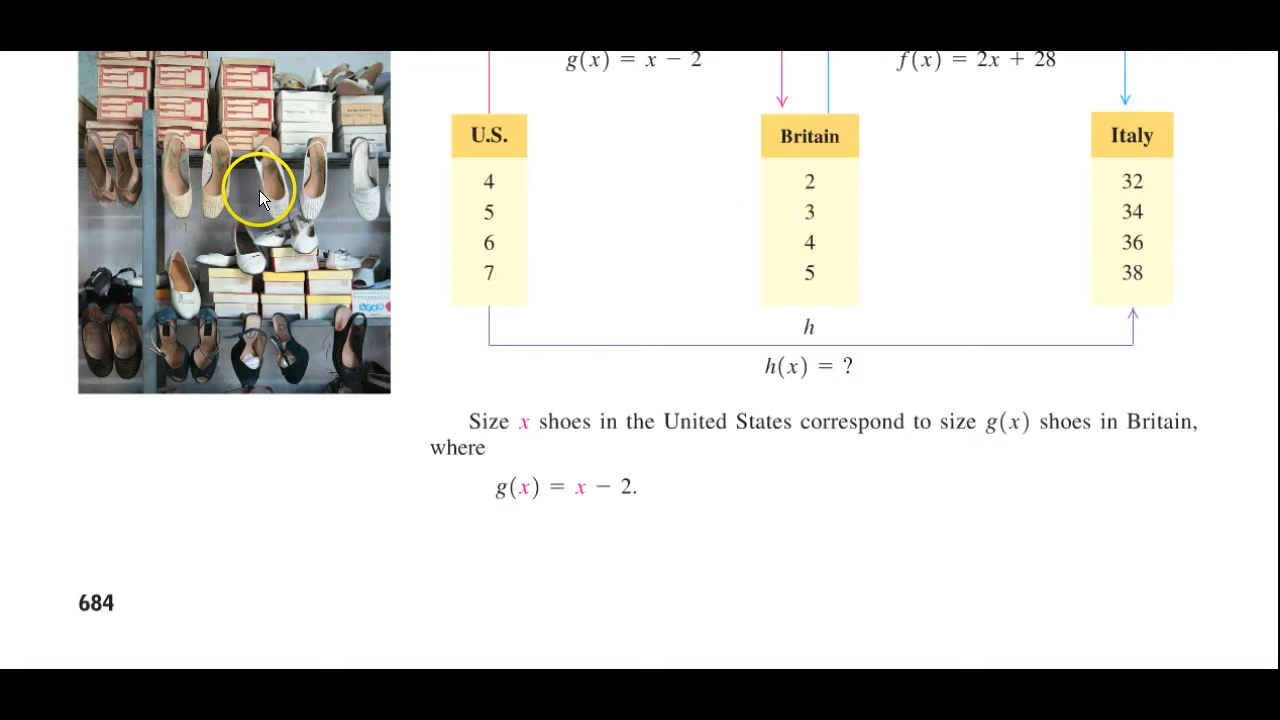 g(x) = x − 2
f(x) = 2x + 28
U.S. Britain Italy
4 2 32
5 3 34
6 4 36
7 5 38
h
h(x) = ?
Size x shoes in the United States correspond to size g(x) shoes in Britain,
where
g(x) = x − 2.
684